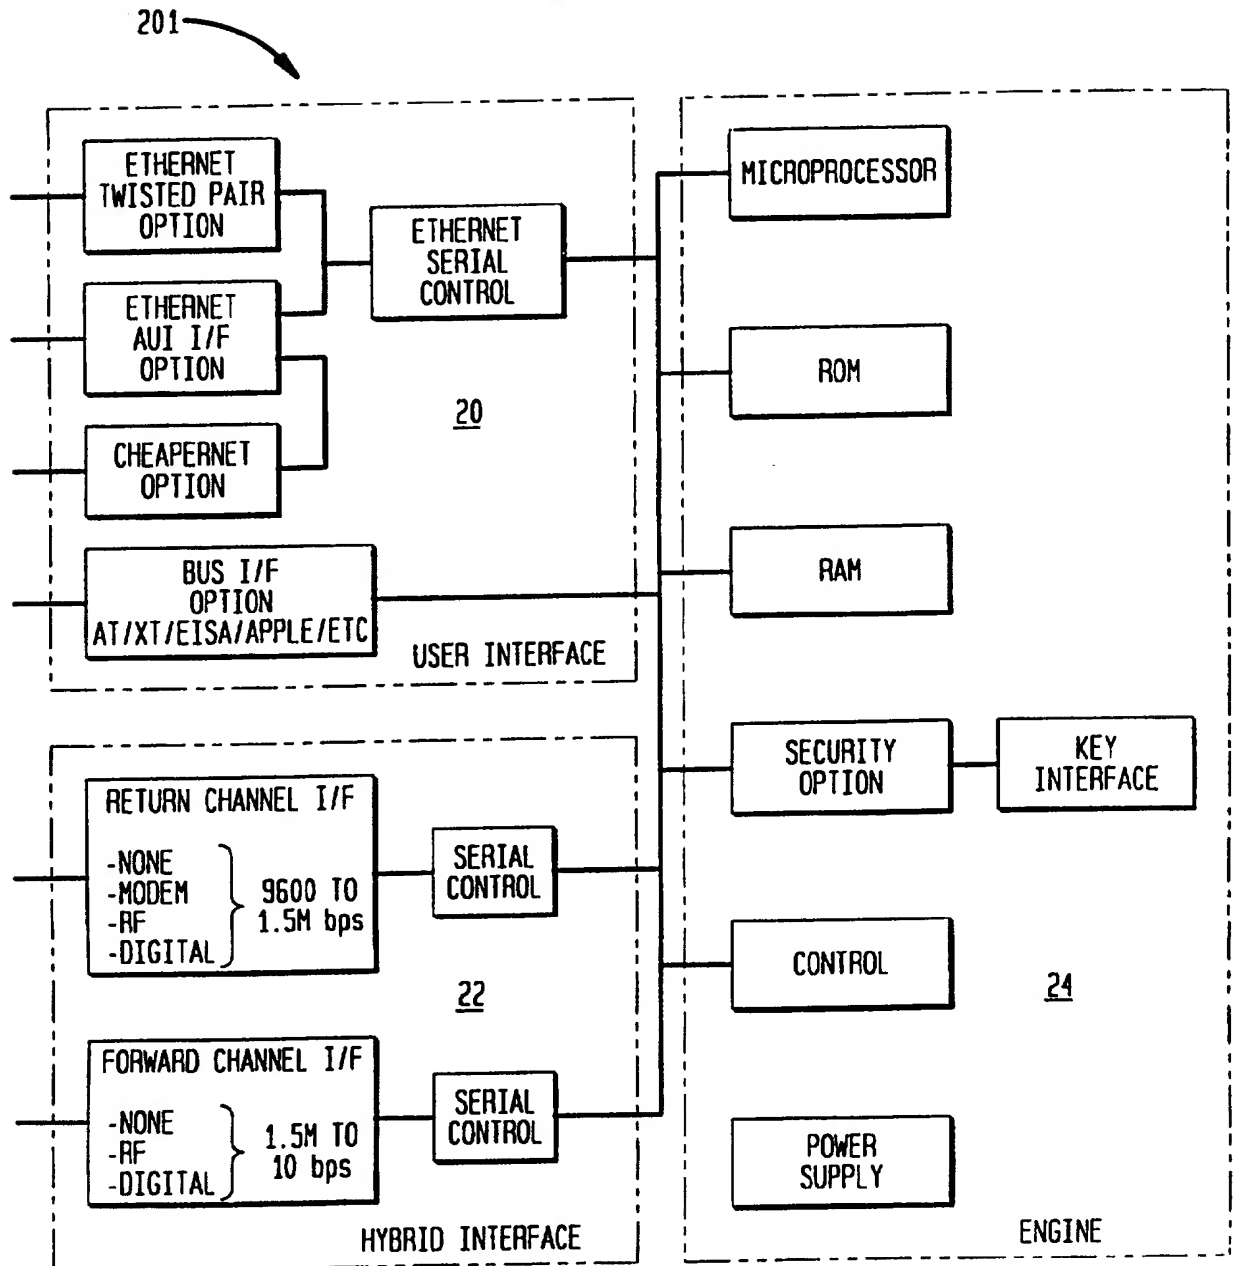 201
ETHERNET
TWISTED PAIR
OPTION
ETHERNET
AUI I/F
OPTION
CHEAPERNET
OPTION
ETHERNET
SERIAL
CONTROL
20
BUS I/F
OPTION
AT/XT/EISA/APPLE/ETC
USER INTERFACE
RETURN CHANNEL I/F
-NONE
-MODEM
-RF
-DIGITAL
9600 TO
1.5M bps
SERIAL
CONTROL
22
FORWARD CHANNEL I/F
-NONE
-RF
-DIGITAL
1.5M TO
10 bps
SERIAL
CONTROL
HYBRID INTERFACE
MICROPROCESSOR
ROM
RAM
SECURITY
OPTION
KEY
INTERFACE
CONTROL
24
POWER
SUPPLY
ENGINE